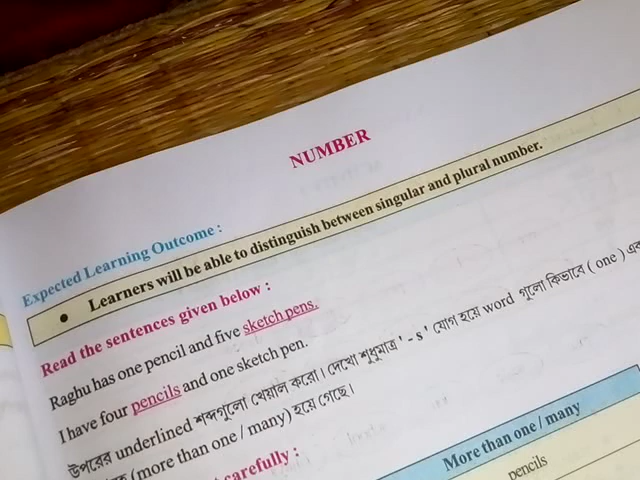 NUMBER
Expected Learning Outcome :
• Learners will be able to distinguish between singular and plural number.
Read the sentences given below :
Raghu has one pencil and five sketch pens.
I have four pencils and one sketch pen.
উপরের underlined শব্দগুলো খেয়াল করো। দেখো শুধুমাত্র ' - s ' যোগ হয়ে word গুলো কিভাবে ( one )
(more than one / many) হয়ে গেছে।
carefully :
More than one / many
pencils